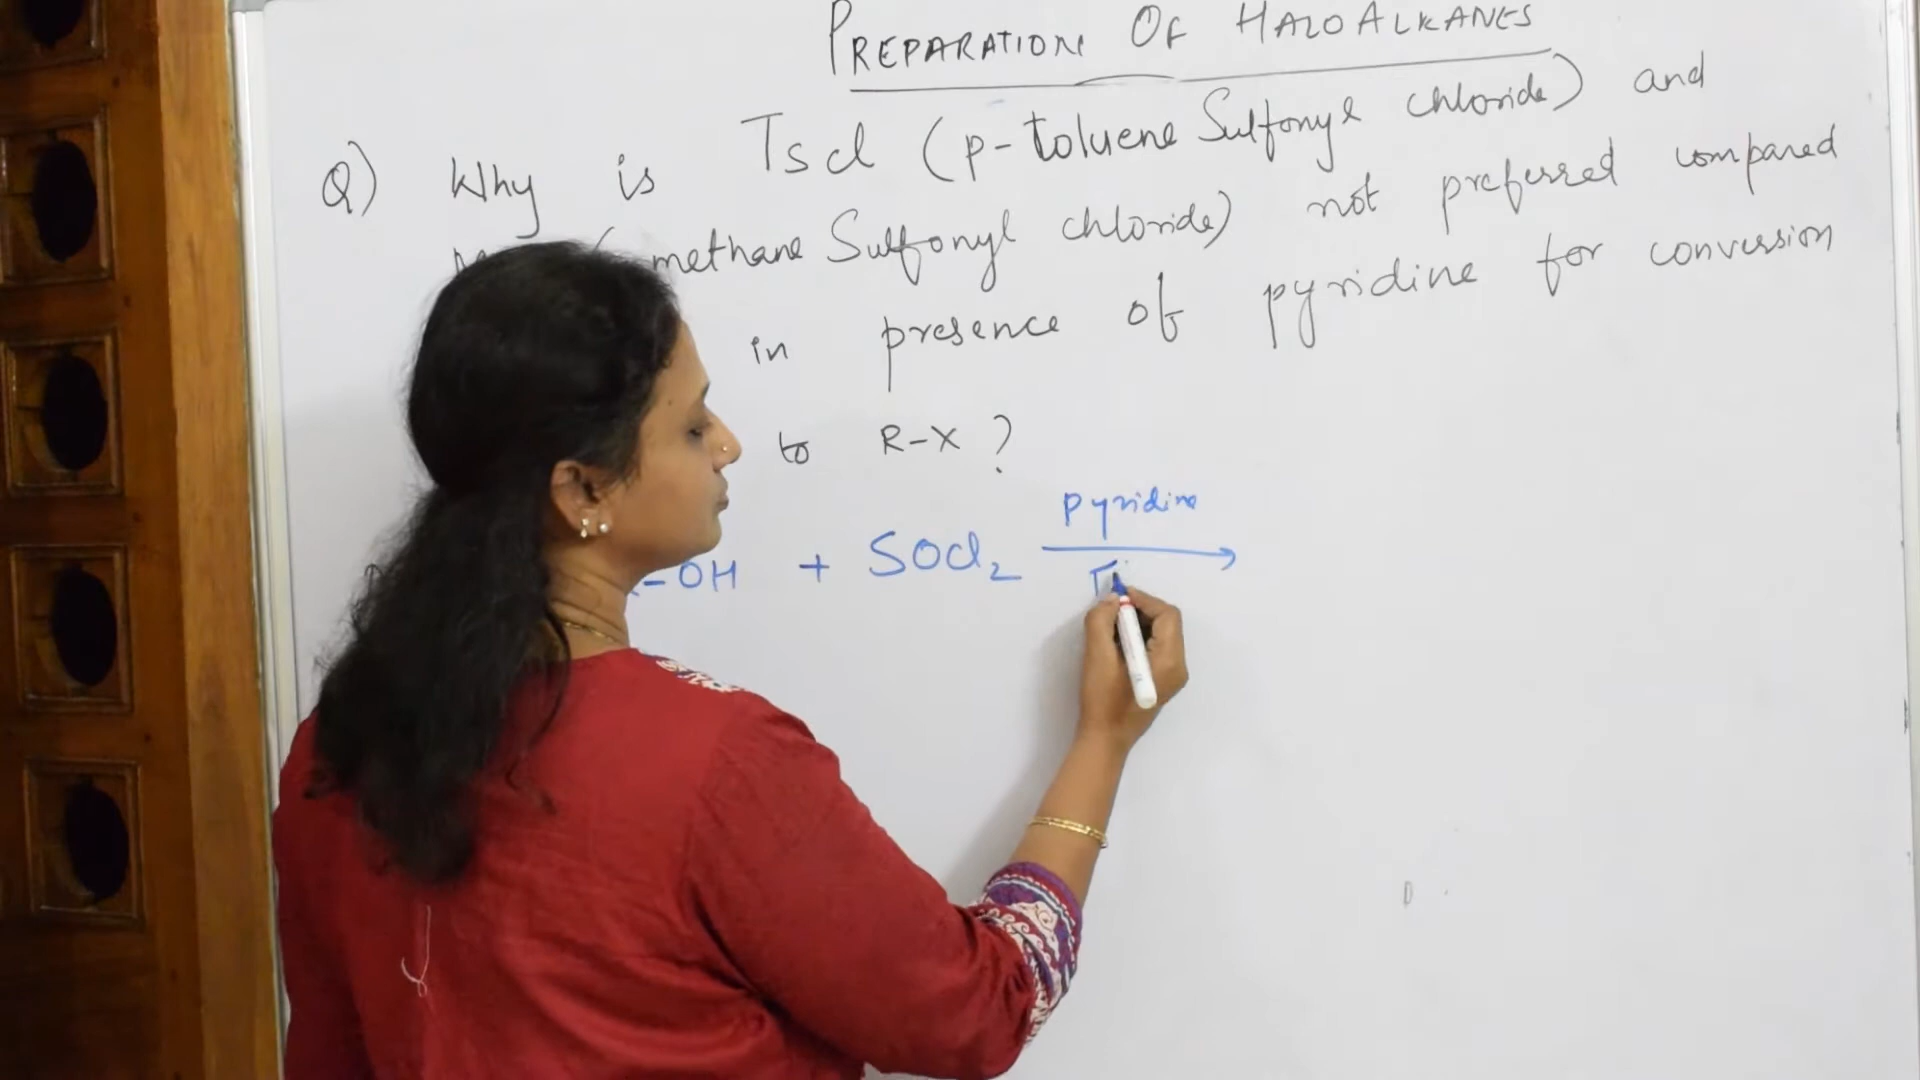 PREPARATION OF HALOALKANES
Q) Why is TsCl (p-toluene Sulfonyl chloride) and
methane Sulfonyl chloride) not preferred compared
in presence of pyridine for conversion
to R-X ?
pyridine
-OH + SOCl2